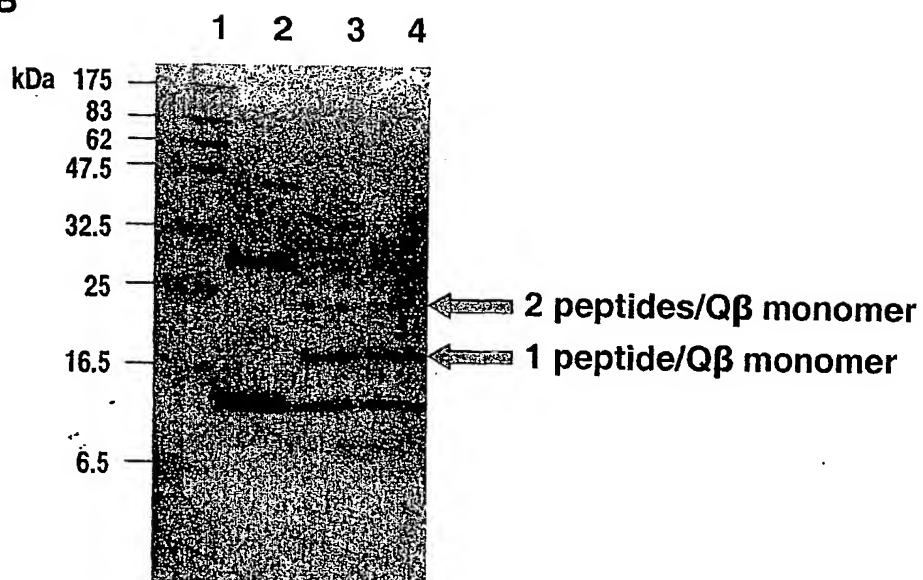 B
1 2 3 4
kDa 175
83
62
47.5
32.5
25
2 peptides/Qβ monomer
1 peptide/Qβ monomer
16.5
6.5